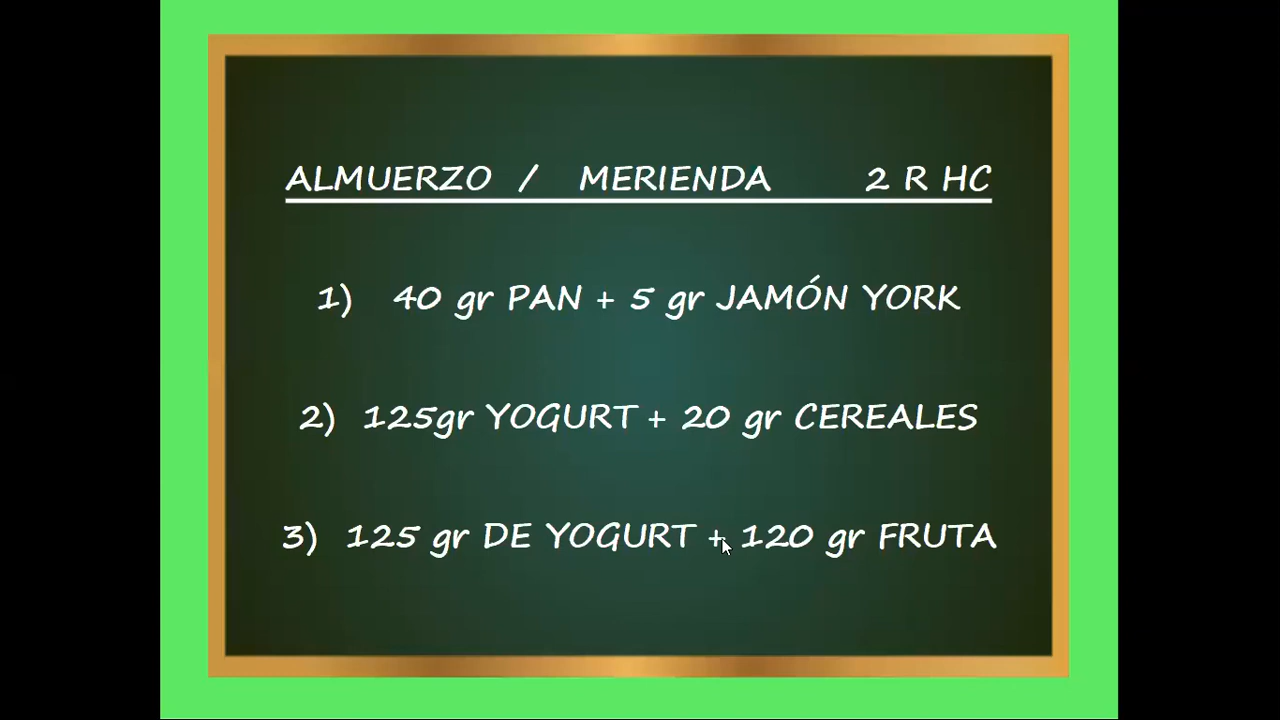 ALMUERZO / MERIENDA 2 R HC
1) 40 gr PAN + 5 gr JAMÓN YORK
2) 125gr YOGURT + 20 gr CEREALES
3) 125 gr DE YOGURT + 120 gr FRUTA